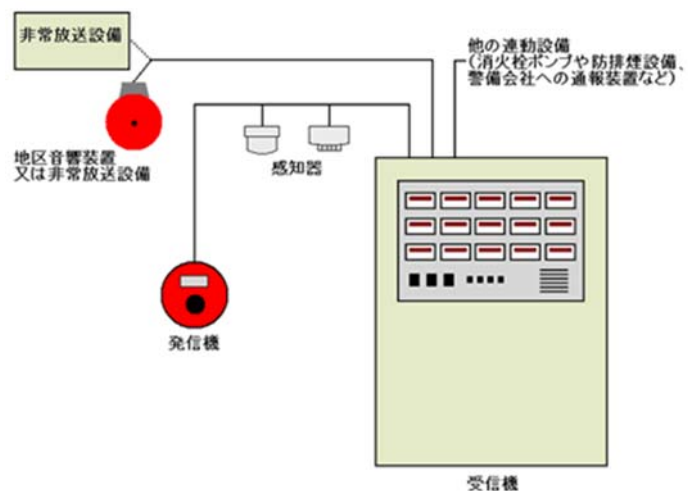 非常放送設備
他の連動設備
(消火栓ポンプや防排煙設備、
警備会社への通報装置など)
地区音響装置
又は非常放送設備
感知器
発信機
受信機